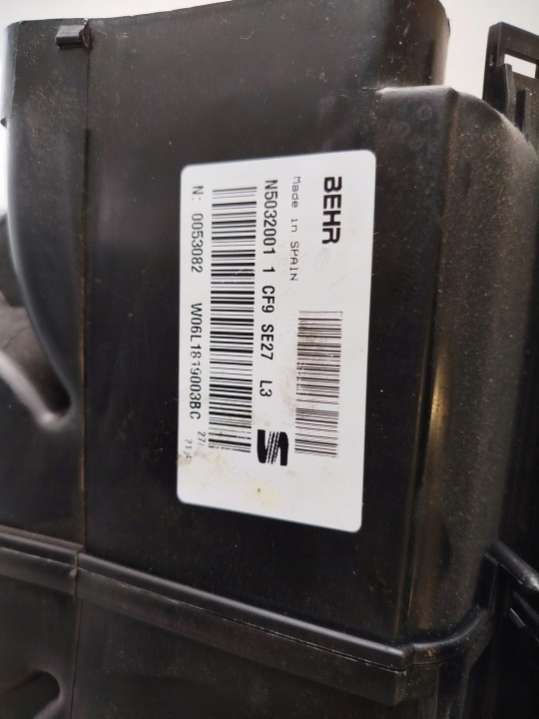 BEHR
Made in SPAIN
N5032001 1 CF9 SE27 L3
S
N: 0053082 W06L1819003BC